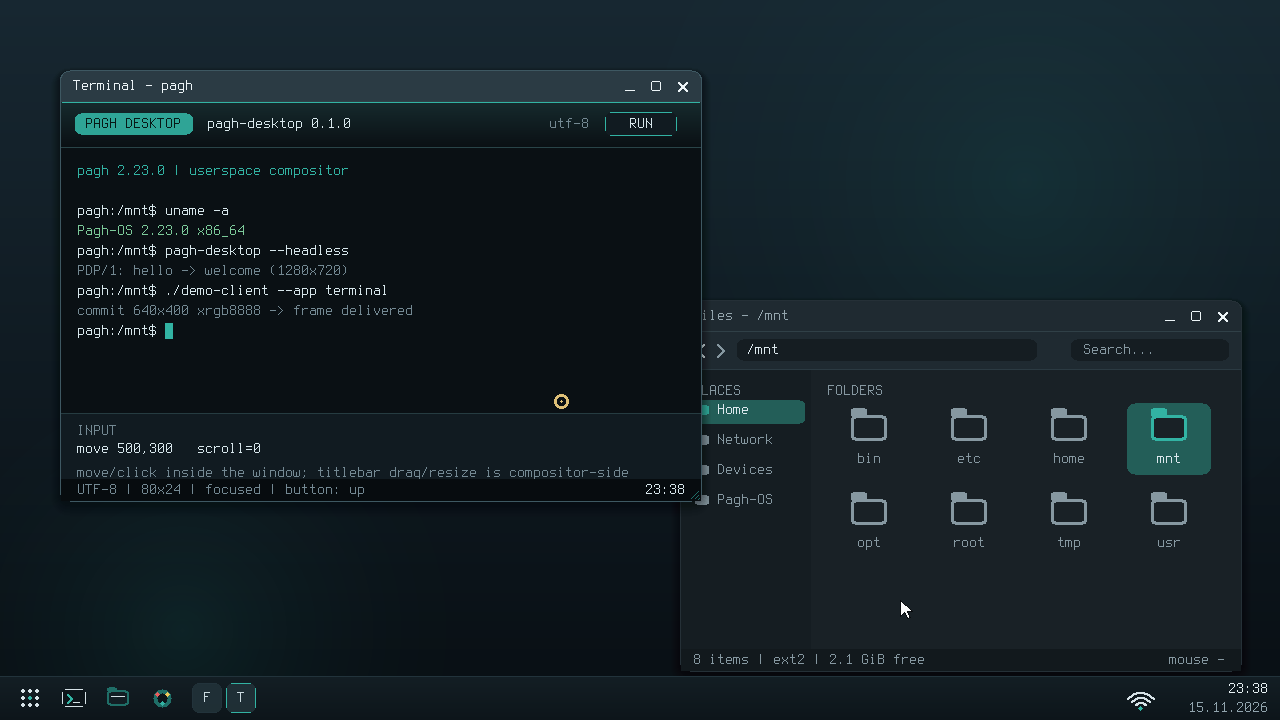 Terminal - pagh
PAGH DESKTOP pagh-desktop 0.1.0 utf-8 RUN
pagh 2.23.0 | userspace compositor
pagh:/mnt$ uname -a
Pagh-OS 2.23.0 x86_64
pagh:/mnt$ pagh-desktop --headless
PDP/1: hello -> welcome (1280x720)
pagh:/mnt$ ./demo-client --app terminal
commit 640x400 xrgb8888 -> frame delivered
pagh:/mnt$
INPUT
move 500,300 scroll=0
move/click inside the window; titlebar drag/resize is compositor-side
UTF-8 | 80x24 | focused | button: up 23:38
iles - /mnt
/mnt Search...
LACES
Home
Network
Devices
Pagh-OS
FOLDERS
bin etc home mnt
opt root tmp usr
8 items | ext2 | 2.1 GiB free mouse -
F T
23:38
15.11.2026